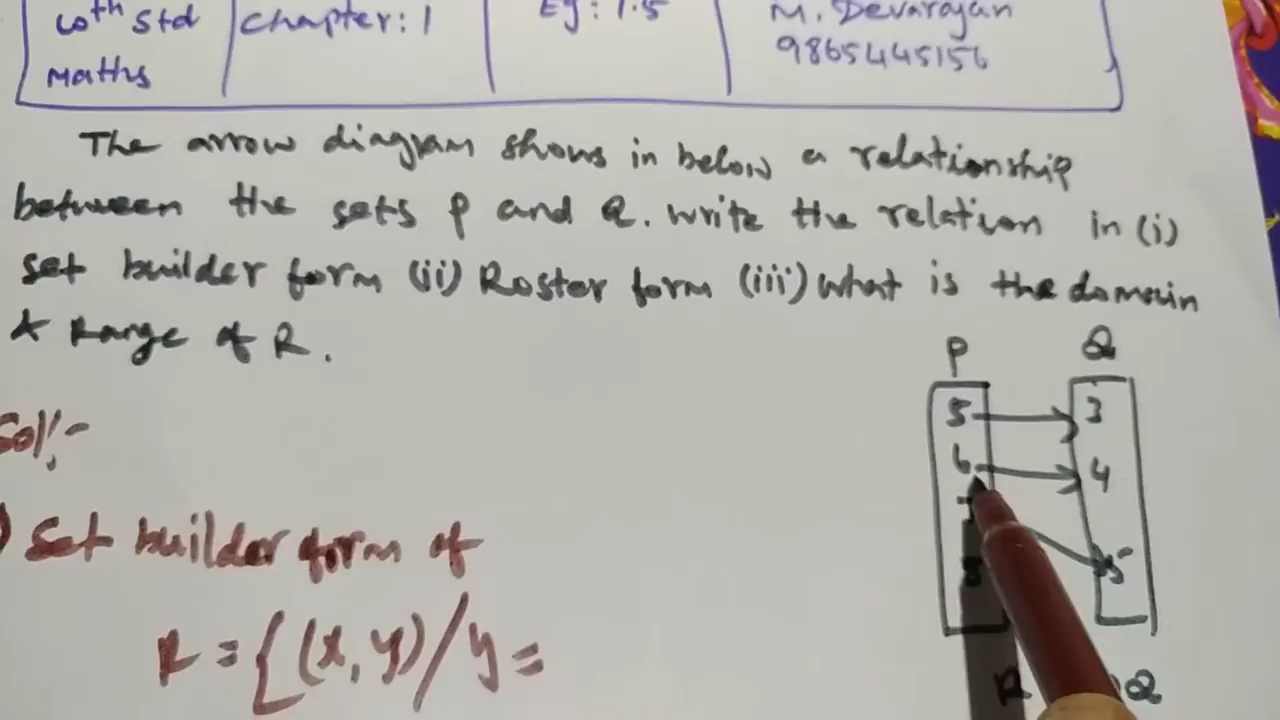 10th Std Maths
Chapter: 1
Eg: 1.5
M. Devarajan
9865445156
The arrow diagram shows in below a relationship
between the sets P and Q. write the relation in (i)
set builder form (ii) Roster form (iii) what is the domain
& Range of R.
P Q
5 3
6 4
7
5
8
Sol:-
) Set builder form of
R = {(x, y) / y =
R Q